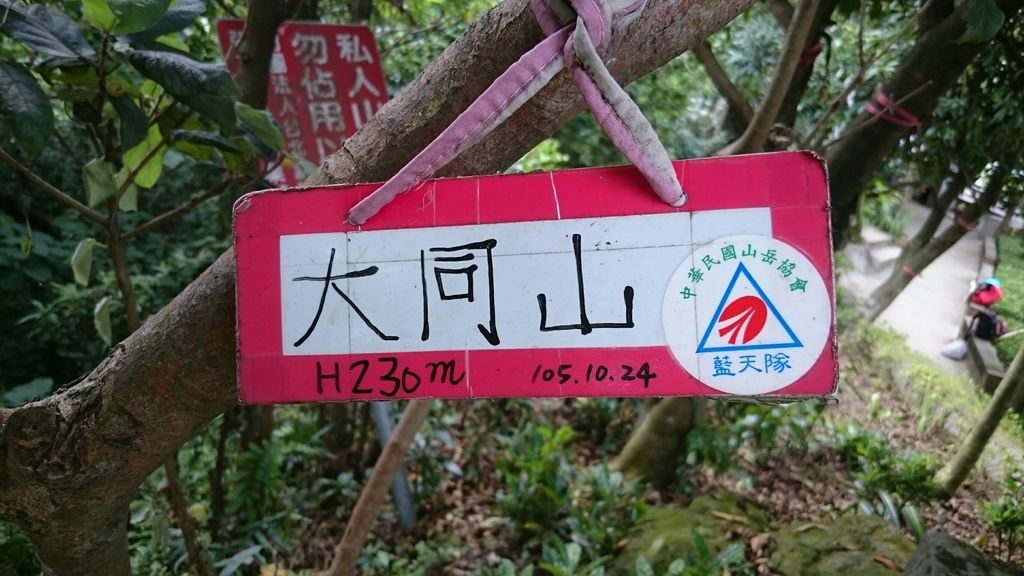 私人山
勿佔用
大同山
H230m
105.10.24
中華民國山岳協會
藍天隊